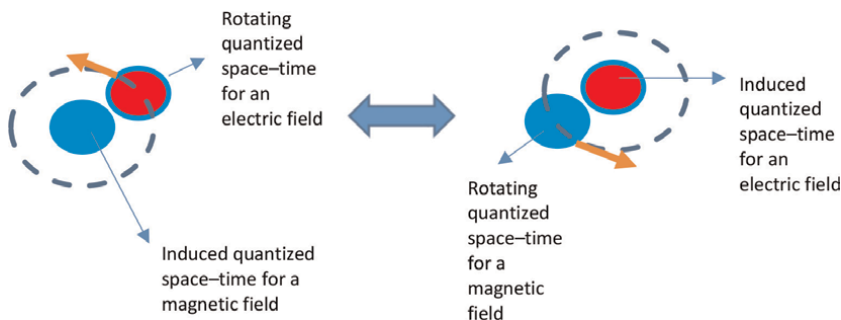 Rotating
quantized
space–time
for an
electric field
Induced quantized
space–time for a
magnetic field
Rotating
quantized
space–time
for a
magnetic
field
Induced
quantized
space–time
for an
electric field